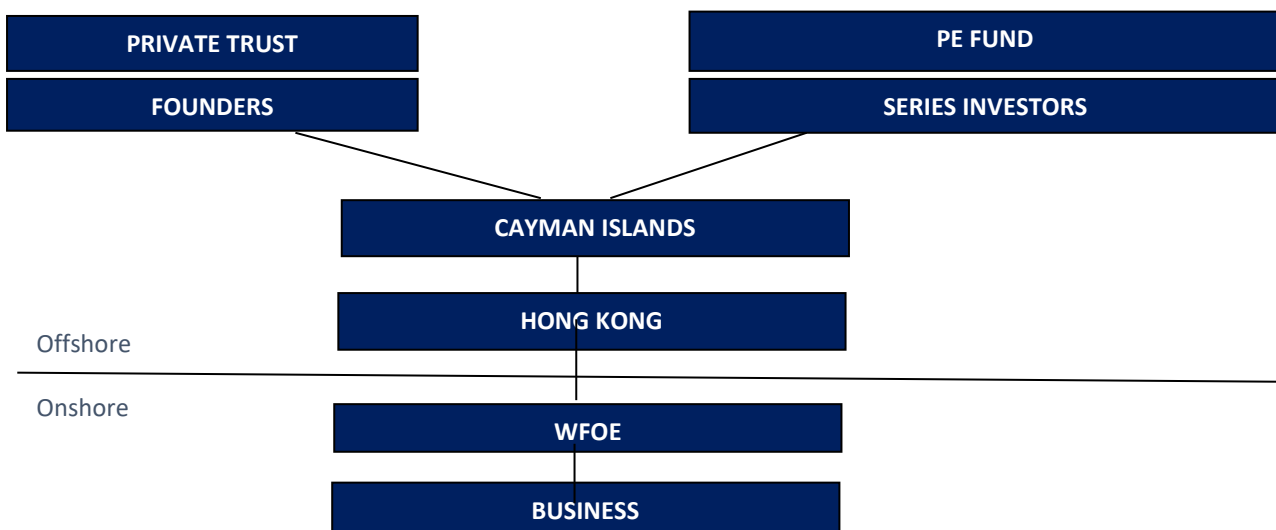 PRIVATE TRUST
PE FUND
FOUNDERS
SERIES INVESTORS
CAYMAN ISLANDS
HONG KONG
Offshore
Onshore
WFOE
BUSINESS